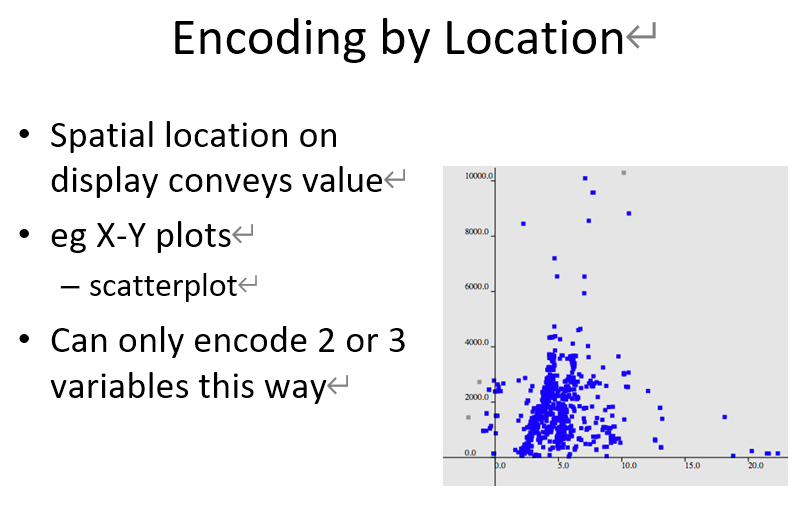 Encoding by Location↵
• Spatial location on
display conveys value↵
• eg X-Y plots↵
– scatterplot↵
• Can only encode 2 or 3
variables this way↵
10000.0
8000.0
6000.0
4000.0
2000.0
0.0
0.0
5.0
10.0
15.0
20.0